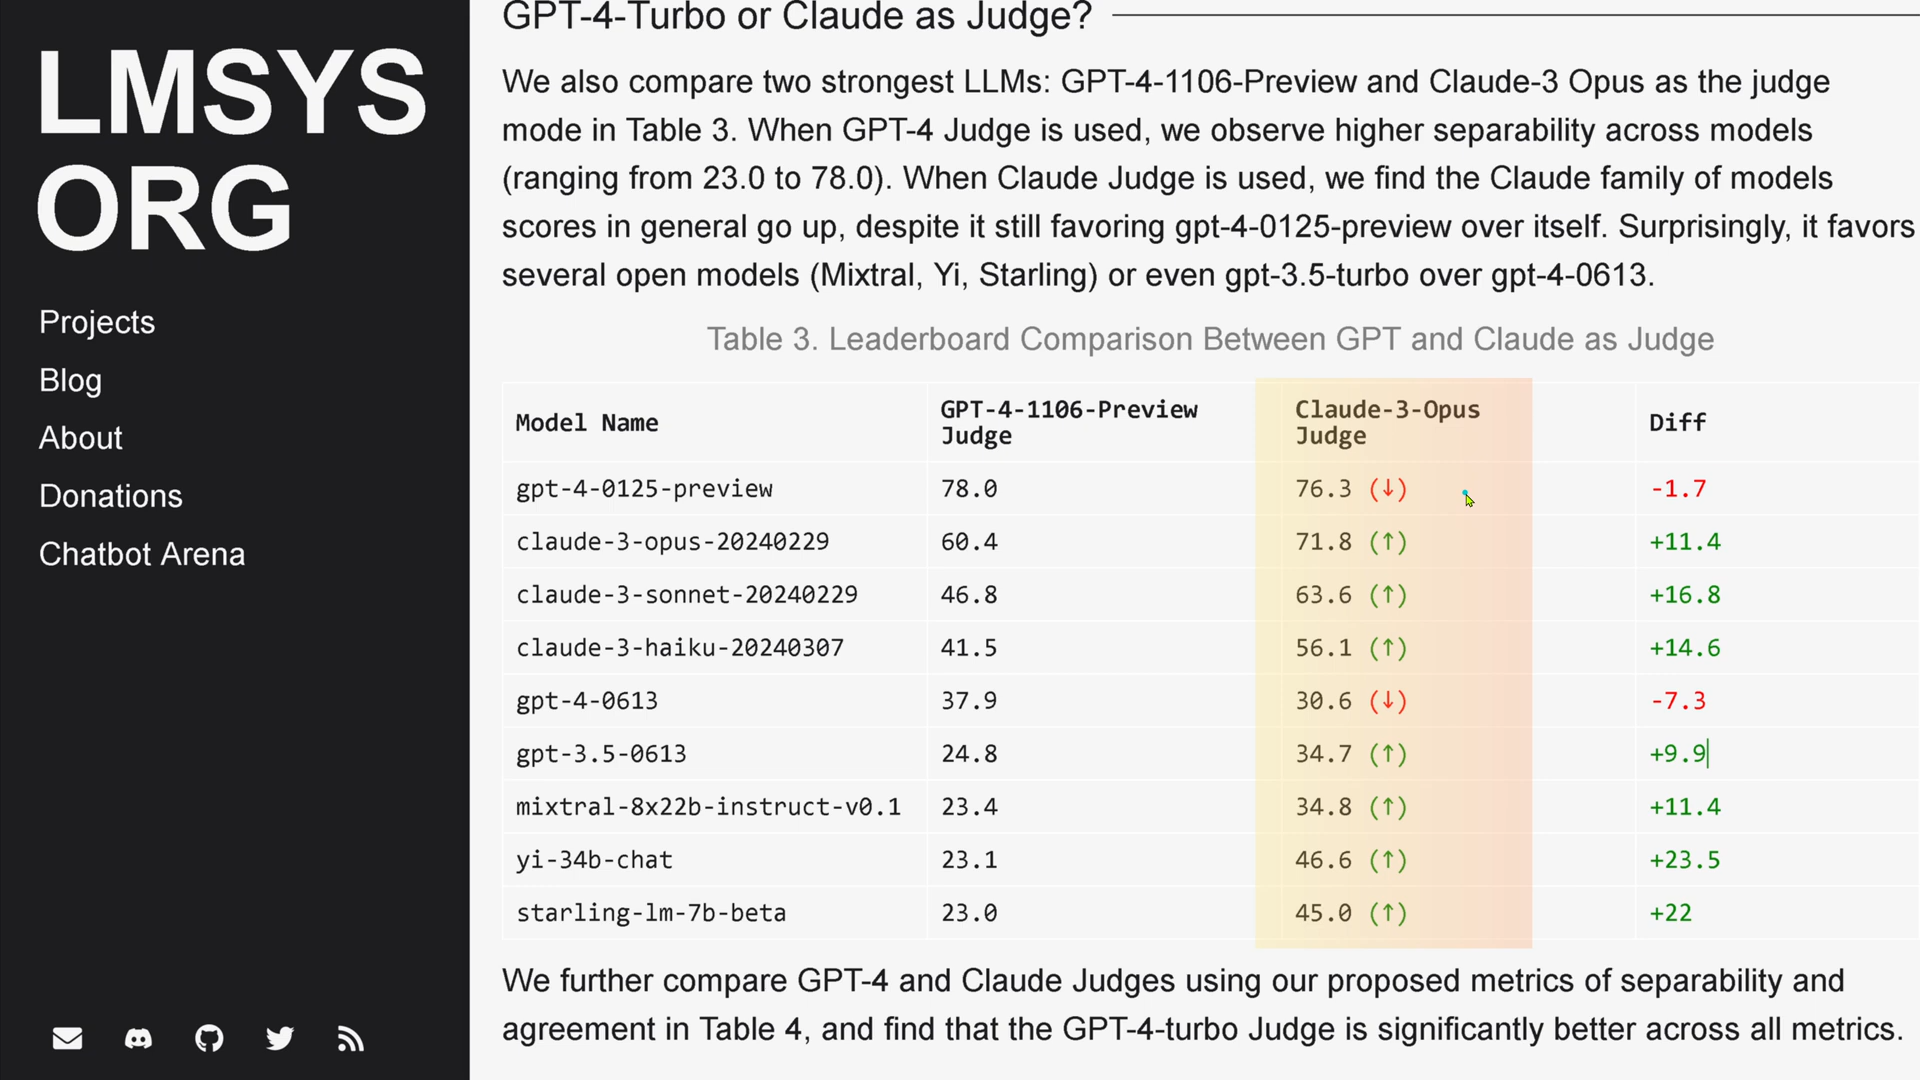 LMSYS
ORG
Projects
Blog
About
Donations
Chatbot Arena
GPT-4-Turbo or Claude as Judge?
We also compare two strongest LLMs: GPT-4-1106-Preview and Claude-3 Opus as the judge
mode in Table 3. When GPT-4 Judge is used, we observe higher separability across models
(ranging from 23.0 to 78.0). When Claude Judge is used, we find the Claude family of models
scores in general go up, despite it still favoring gpt-4-0125-preview over itself. Surprisingly, it favors
several open models (Mixtral, Yi, Starling) or even gpt-3.5-turbo over gpt-4-0613.
Table 3. Leaderboard Comparison Between GPT and Claude as Judge
Model Name GPT-4-1106-Preview Judge Claude-3-Opus Judge Diff
gpt-4-0125-preview 78.0 76.3 (↓) -1.7
claude-3-opus-20240229 60.4 71.8 (↑) +11.4
claude-3-sonnet-20240229 46.8 63.6 (↑) +16.8
claude-3-haiku-20240307 41.5 56.1 (↑) +14.6
gpt-4-0613 37.9 30.6 (↓) -7.3
gpt-3.5-0613 24.8 34.7 (↑) +9.9
mixtral-8x22b-instruct-v0.1 23.4 34.8 (↑) +11.4
yi-34b-chat 23.1 46.6 (↑) +23.5
starling-lm-7b-beta 23.0 45.0 (↑) +22
We further compare GPT-4 and Claude Judges using our proposed metrics of separability and
agreement in Table 4, and find that the GPT-4-turbo Judge is significantly better across all metrics.